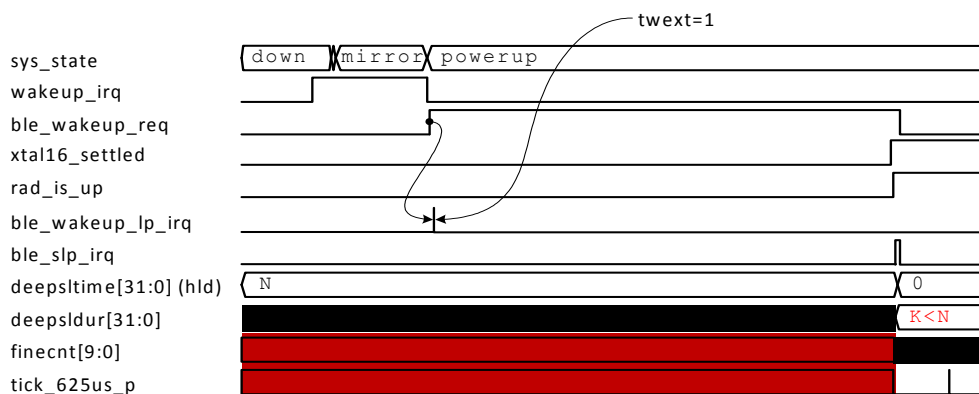 twext=1
sys_state down mirror powerup
wakeup_irq
ble_wakeup_req
xtal16_settled
rad_is_up
ble_wakeup_lp_irq
ble_slp_irq
deepsltime[31:0] (hld) N 0
deepsldur[31:0] K<N
finecnt[9:0]
tick_625us_p